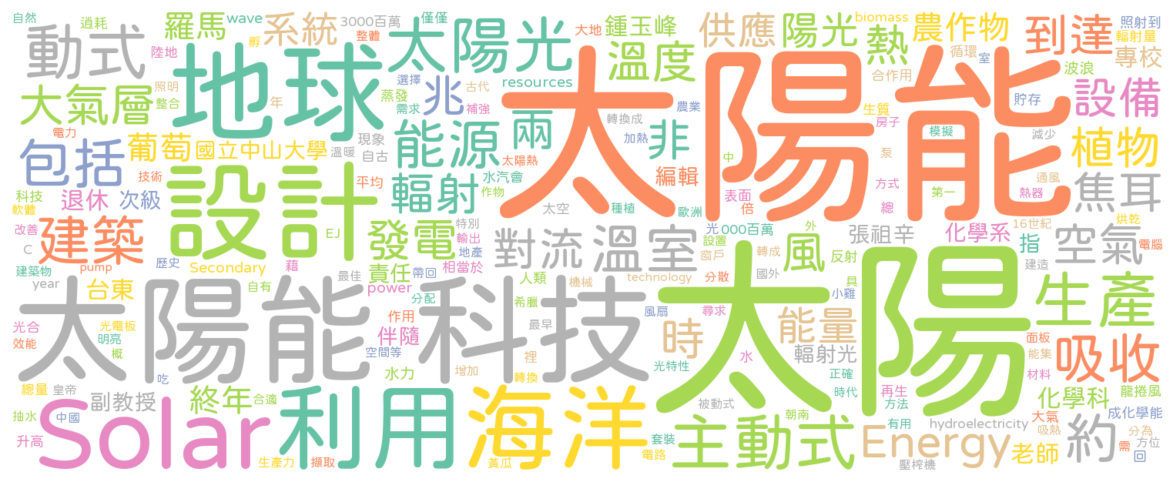 自然
過耗
羅馬
wave
系統
3000百萬
僅僅
太陽光
大地
鍾玉峰
供應
biomass
陽光
熱
農作物
到達
照射到
輻射量
專校
動式
陸地
整體
孵
地球
選擇
古代
resources
溫度
合作用
循環
室
波浪
太陽能
大氣層
照明
整合
年
蒸發
需求
兆
補強
農業
生質
貯存
設備
電力
轉換成
加熱
房子
模擬
減少
包括
葡萄
國立中山大學
現象
溫暖
自古
能源
兩
非
植物
技術
太陽熱
中
泵
通風
科技
退休
次級
設計
平均
輻射
水汽會
作物
編輯
表面
方式
第一
熱器
焦耳
軟體
太空
種植
歐洲
倍
總
改善
建築
C
EJ
發電
特別
輸出
地產
對流
溫室
光
000百萬
設置
窗戶
外
風
張祖辛
反射
化學系
16世紀
指
烘乾
空氣
電腦
建造
建築物
pump
歷史
Secondary
藉
責任
帶回
相當於
year
台東
自有
最佳
分配
power
人類
機械
technology
分散
轉成
國外
具
小雞
生產
太陽能
科技
希臘
風扇
尋求
太陽
光合
光電板
作用
伴隨
最早
時
能量
面板
效能
明亮
概
空間等
裡
光特性
水
輻射光
正確
能集
吸收
吃
水力
增加
轉換
時代
再生
材料
總量
皇帝
副教授
終年
合適
被動式
朝南
方法
化學科
龍捲風
抽水
中國
Solar
利用
海洋
套裝
主動式
有用
hydroelectricity
大氣
成化學能
分為
升高
生產力
擷取
黃瓜
電路
Energy
吸熱
老師
約
需
方位
回
壓榨機